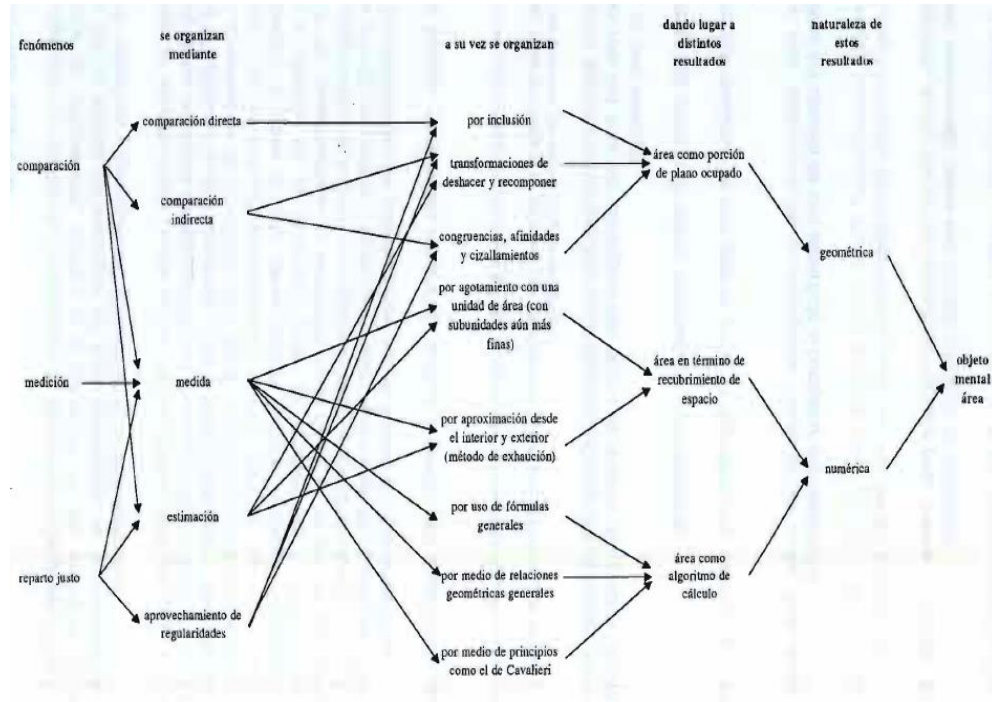 fenómenos
se organizan
mediante
a su vez se organizan
dando lugar a
distintos
resultados
naturaleza de
estos
resultados
comparación
medición
reparto justo
comparación directa
comparación
indirecta
medida
estimación
aprovechamiento de
regularidades
por inclusión
transformaciones de
deshacer y recomponer
congruencias, afinidades
y cizallamientos
por agotamiento con una
unidad de área (con
subunidades aún más
finas)
por aproximación desde
el interior y exterior
(método de exhaución)
por uso de fórmulas
generales
por medio de relaciones
geométricas generales
por medio de principios
como el de Cavalieri
área como porción
de plano ocupado
área en término de
recubrimiento de
espacio
área como
algoritmo de
cálculo
geométrica
numérica
objeto
mental
área